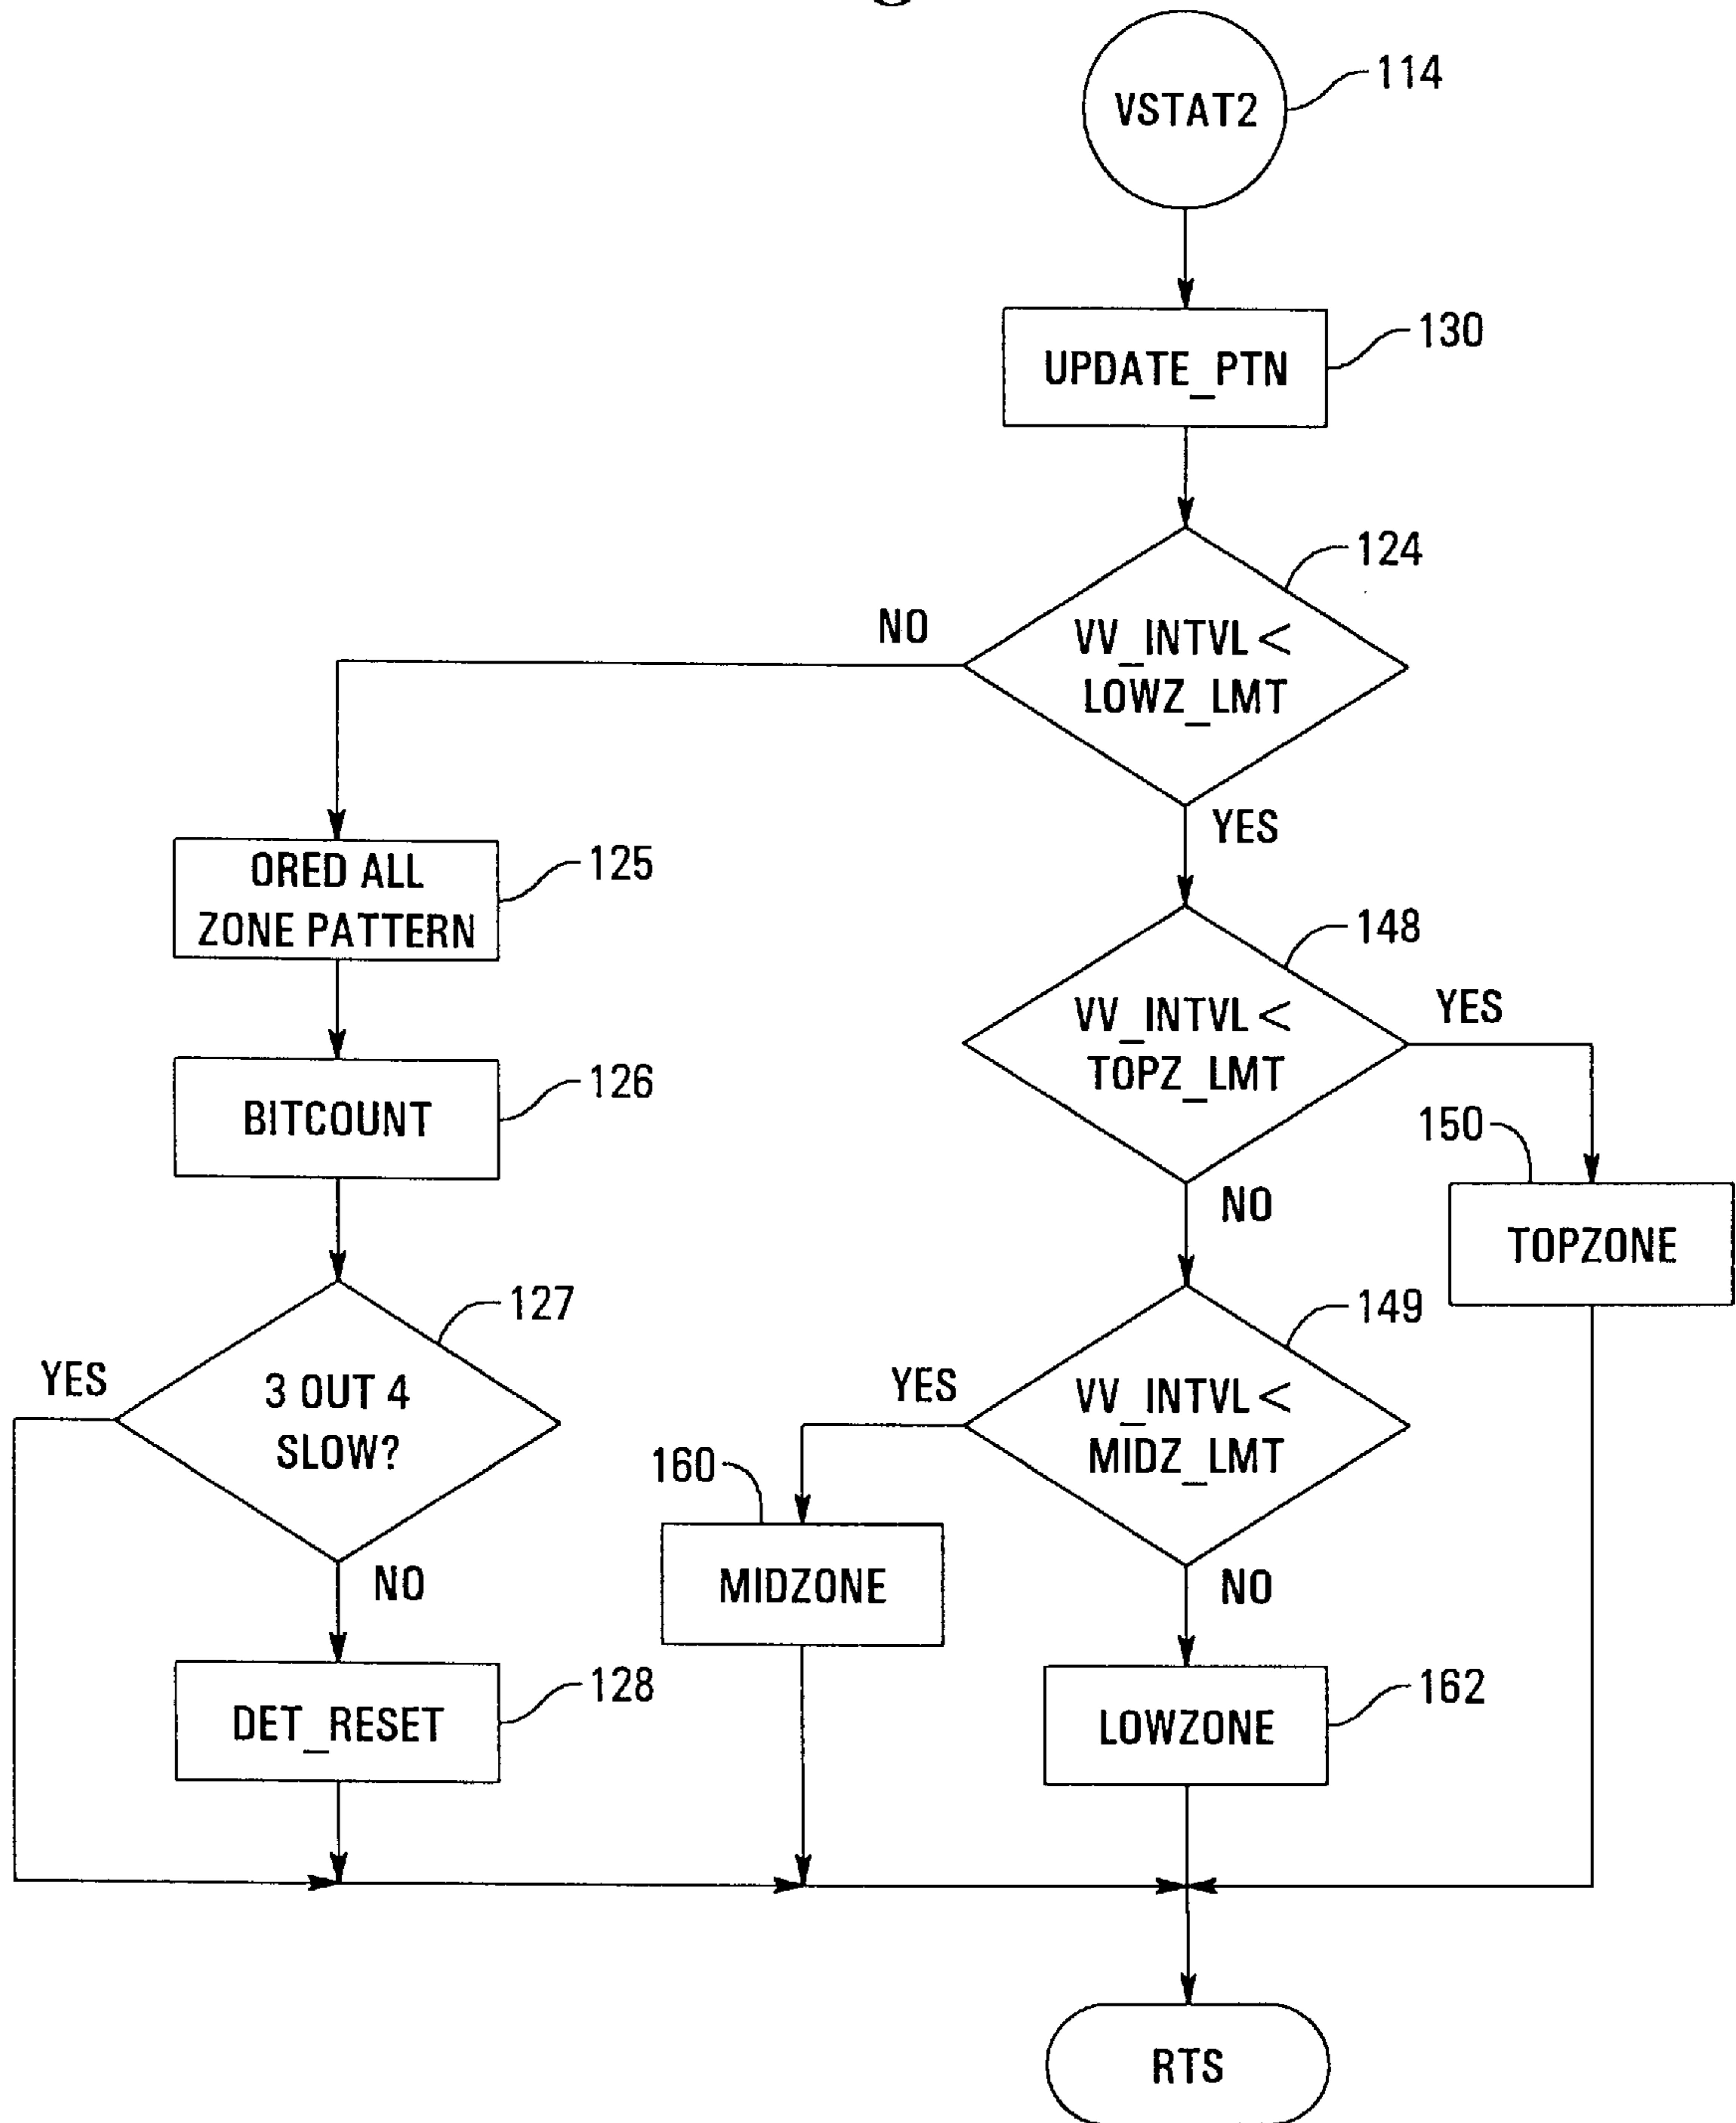 VSTAT2
114
UPDATE_PTN
130
124
VV_INTVL <
LOWZ_LMT
NO
YES
ORED ALL
ZONE PATTERN
125
148
VV_INTVL <
TOPZ_LMT
YES
NO
BITCOUNT
126
150
TOPZONE
127
3 OUT 4
SLOW?
YES
NO
149
VV_INTVL <
MIDZ_LMT
YES
NO
160
MIDZONE
DET_RESET
128
LOWZONE
162
RTS